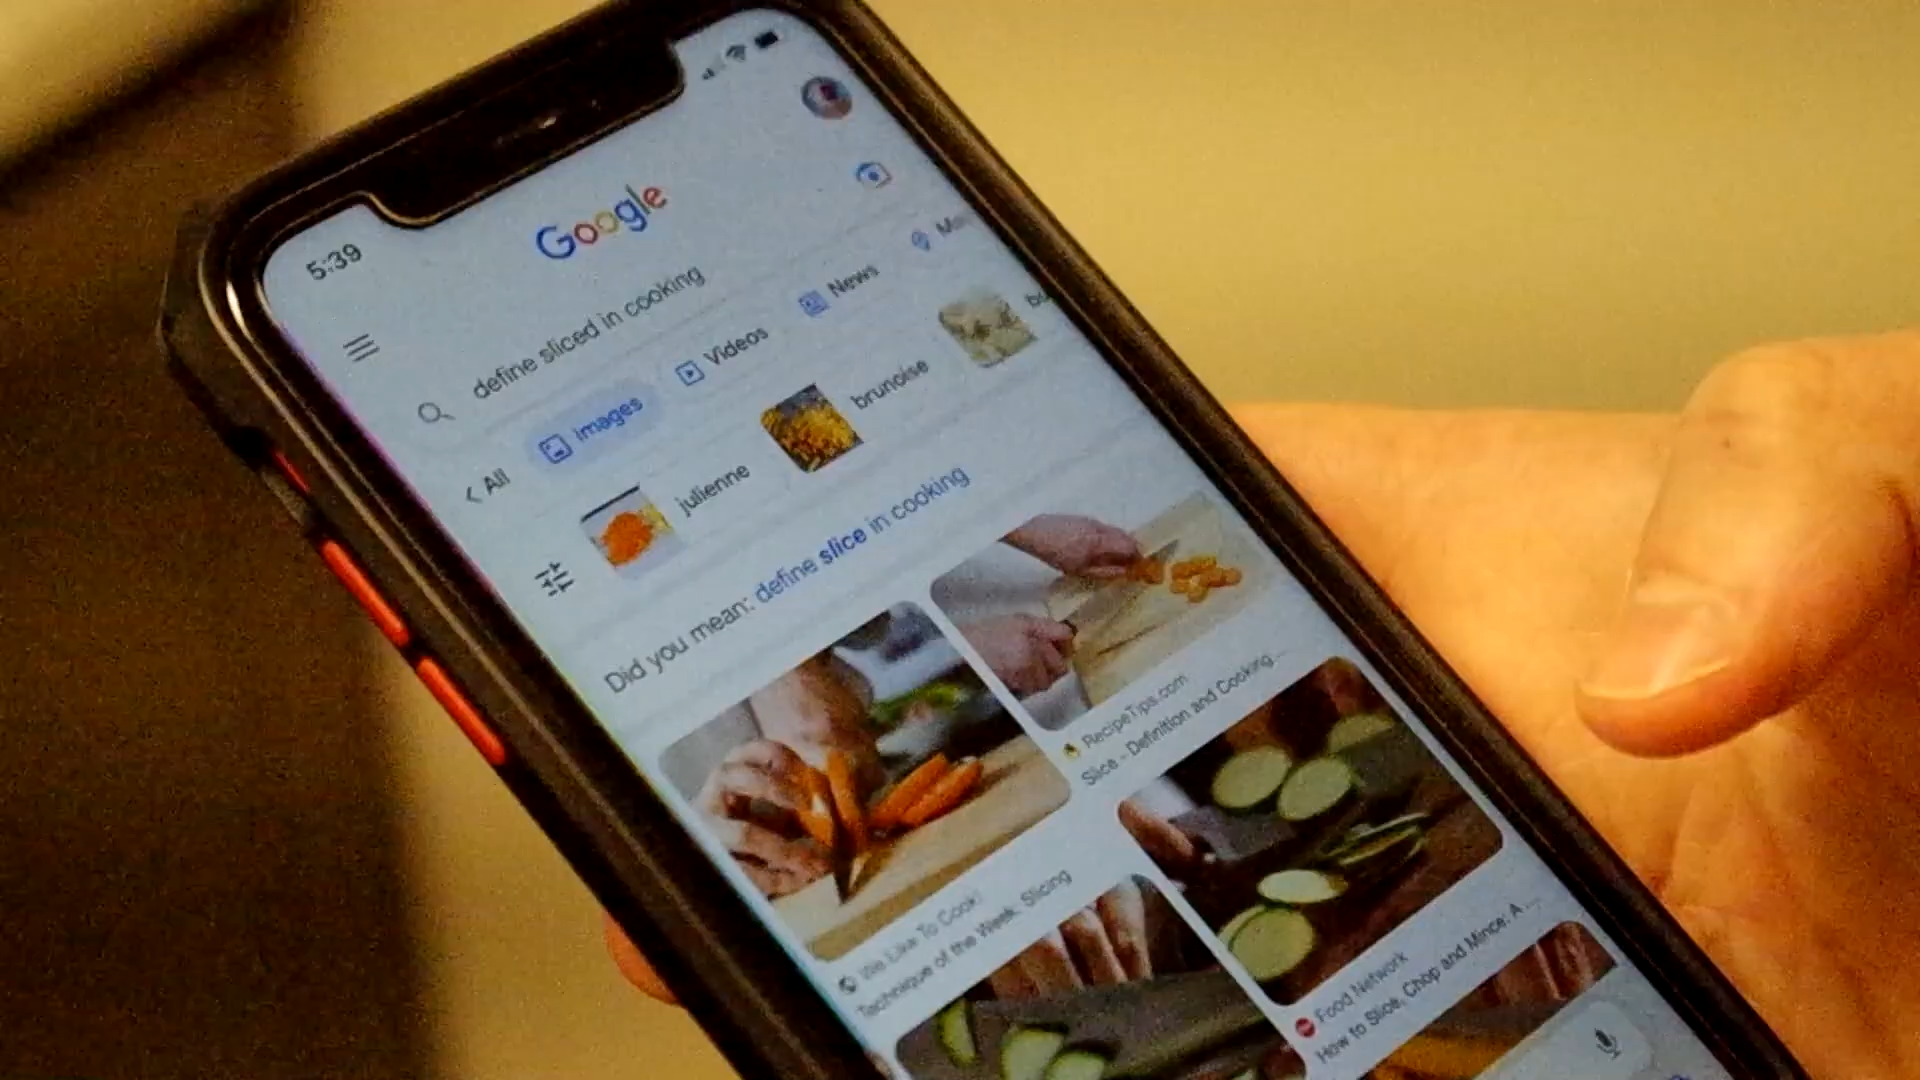 5:39
Google
define sliced in cooking
All
Images
Videos
News
julienne
brunoise
Did you mean: define slice in cooking
RecipeTips.com
Slice - Definition and Cooking...
We Like To Cook!
Technique of the Week: Slicing
Food Network
How to Slice, Chop and Mince: A ...